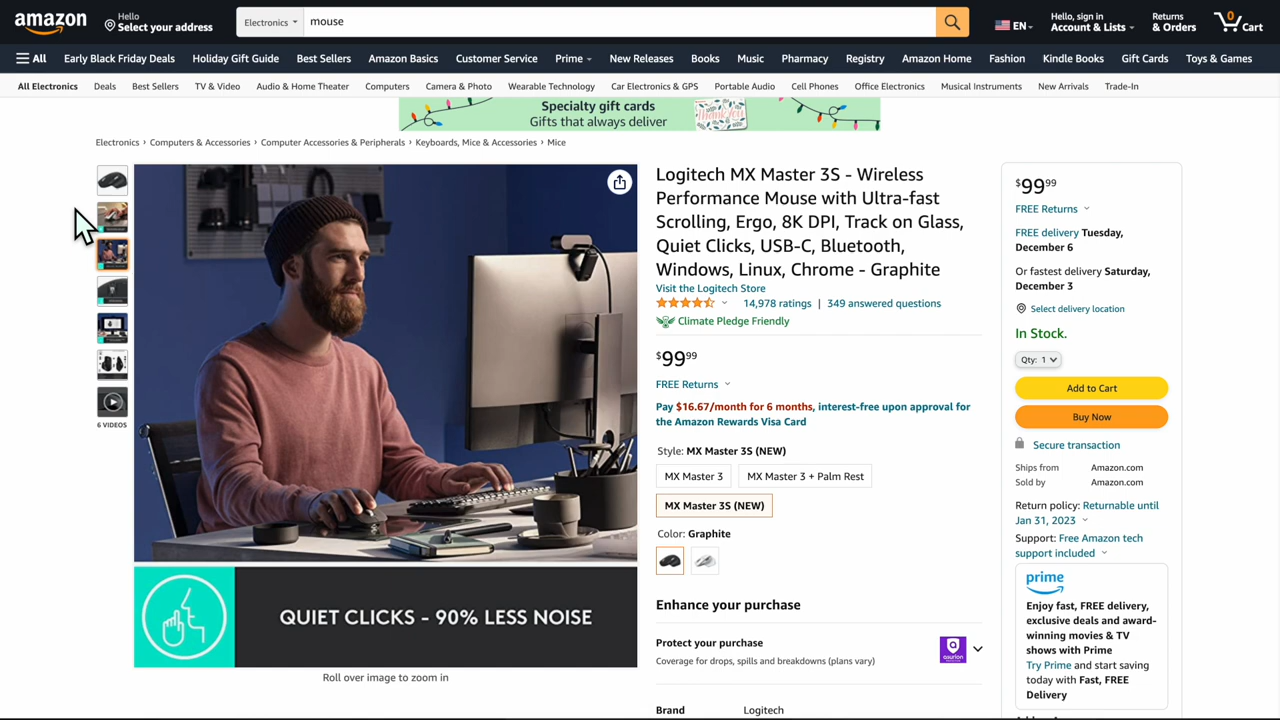 amazon
Hello
Select your address
Electronics
mouse
EN
Hello, sign in
Account & Lists
Returns
& Orders
0
Cart
All
Early Black Friday Deals
Holiday Gift Guide
Best Sellers
Amazon Basics
Customer Service
Prime
New Releases
Books
Music
Pharmacy
Registry
Amazon Home
Fashion
Kindle Books
Gift Cards
Toys & Games
All Electronics
Deals
Best Sellers
TV & Video
Audio & Home Theater
Computers
Camera & Photo
Wearable Technology
Car Electronics & GPS
Portable Audio
Cell Phones
Office Electronics
Musical Instruments
New Arrivals
Trade-In
Specialty gift cards
Gifts that always deliver
Electronics › Computers & Accessories › Computer Accessories & Peripherals › Keyboards, Mice & Accessories › Mice
6 VIDEOS
QUIET CLICKS - 90% LESS NOISE
Roll over image to zoom in
Logitech MX Master 3S - Wireless
Performance Mouse with Ultra-fast
Scrolling, Ergo, 8K DPI, Track on Glass,
Quiet Clicks, USB-C, Bluetooth,
Windows, Linux, Chrome - Graphite
Visit the Logitech Store
14,978 ratings | 349 answered questions
Climate Pledge Friendly
$9999
FREE Returns
Pay $16.67/month for 6 months, interest-free upon approval for
the Amazon Rewards Visa Card
Style: MX Master 3S (NEW)
MX Master 3
MX Master 3 + Palm Rest
MX Master 3S (NEW)
Color: Graphite
Enhance your purchase
Protect your purchase
Coverage for drops, spills and breakdowns (plans vary)
asurion
Brand Logitech
$9999
FREE Returns
FREE delivery Tuesday,
December 6
Or fastest delivery Saturday,
December 3
Select delivery location
In Stock.
Qty: 1
Add to Cart
Buy Now
Secure transaction
Ships from Amazon.com
Sold by Amazon.com
Return policy: Returnable until
Jan 31, 2023
Support: Free Amazon tech
support included
prime
Enjoy fast, FREE delivery,
exclusive deals and award-
winning movies & TV
shows with Prime
Try Prime and start saving
today with Fast, FREE
Delivery